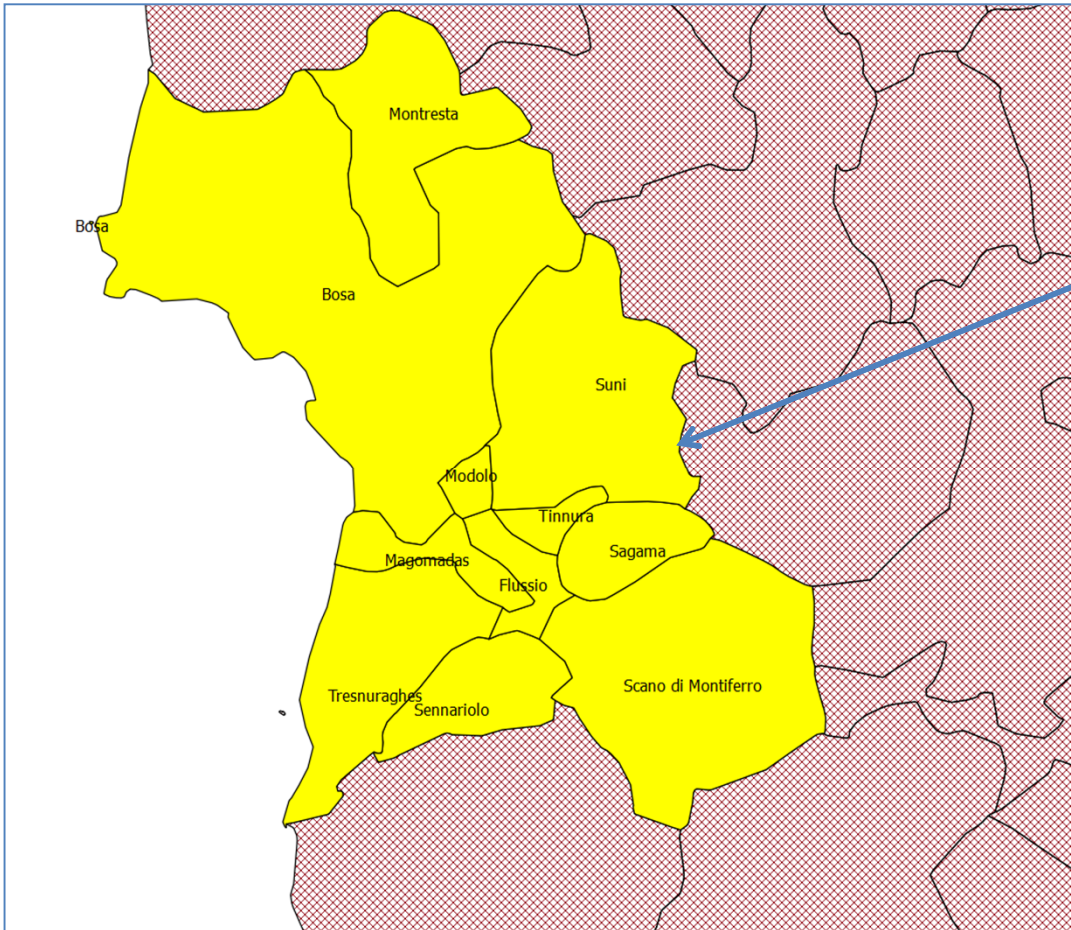 Montresta
Bosa
Bosa
Suni
Modolo
Tinnura
Sagama
Magomadas
Flussio
Scano di Montiferro
Tresnuraghes
Sennariolo